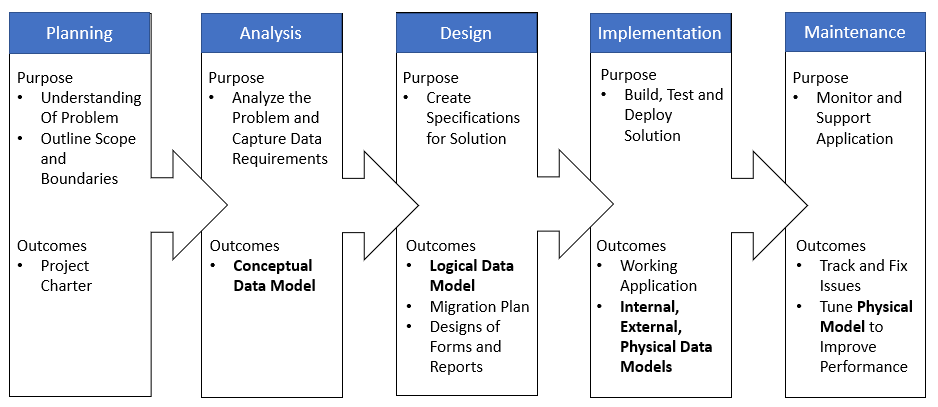 Planning
Purpose
• Understanding
Of Problem
• Outline Scope
and
Boundaries
Outcomes
• Project
Charter
Analysis
Purpose
• Analyze the
Problem and
Capture Data
Requirements
Outcomes
• Conceptual
Data Model
Design
Purpose
• Create
Specifications
for Solution
Outcomes
• Logical Data
Model
• Migration Plan
• Designs of
Forms and
Reports
Implementation
Purpose
• Build, Test and
Deploy
Solution
Outcomes
• Working
Application
• Internal,
External,
Physical Data
Models
Maintenance
Purpose
• Monitor and
Support
Application
Outcomes
• Track and Fix
Issues
• Tune Physical
Model to
Improve
Performance